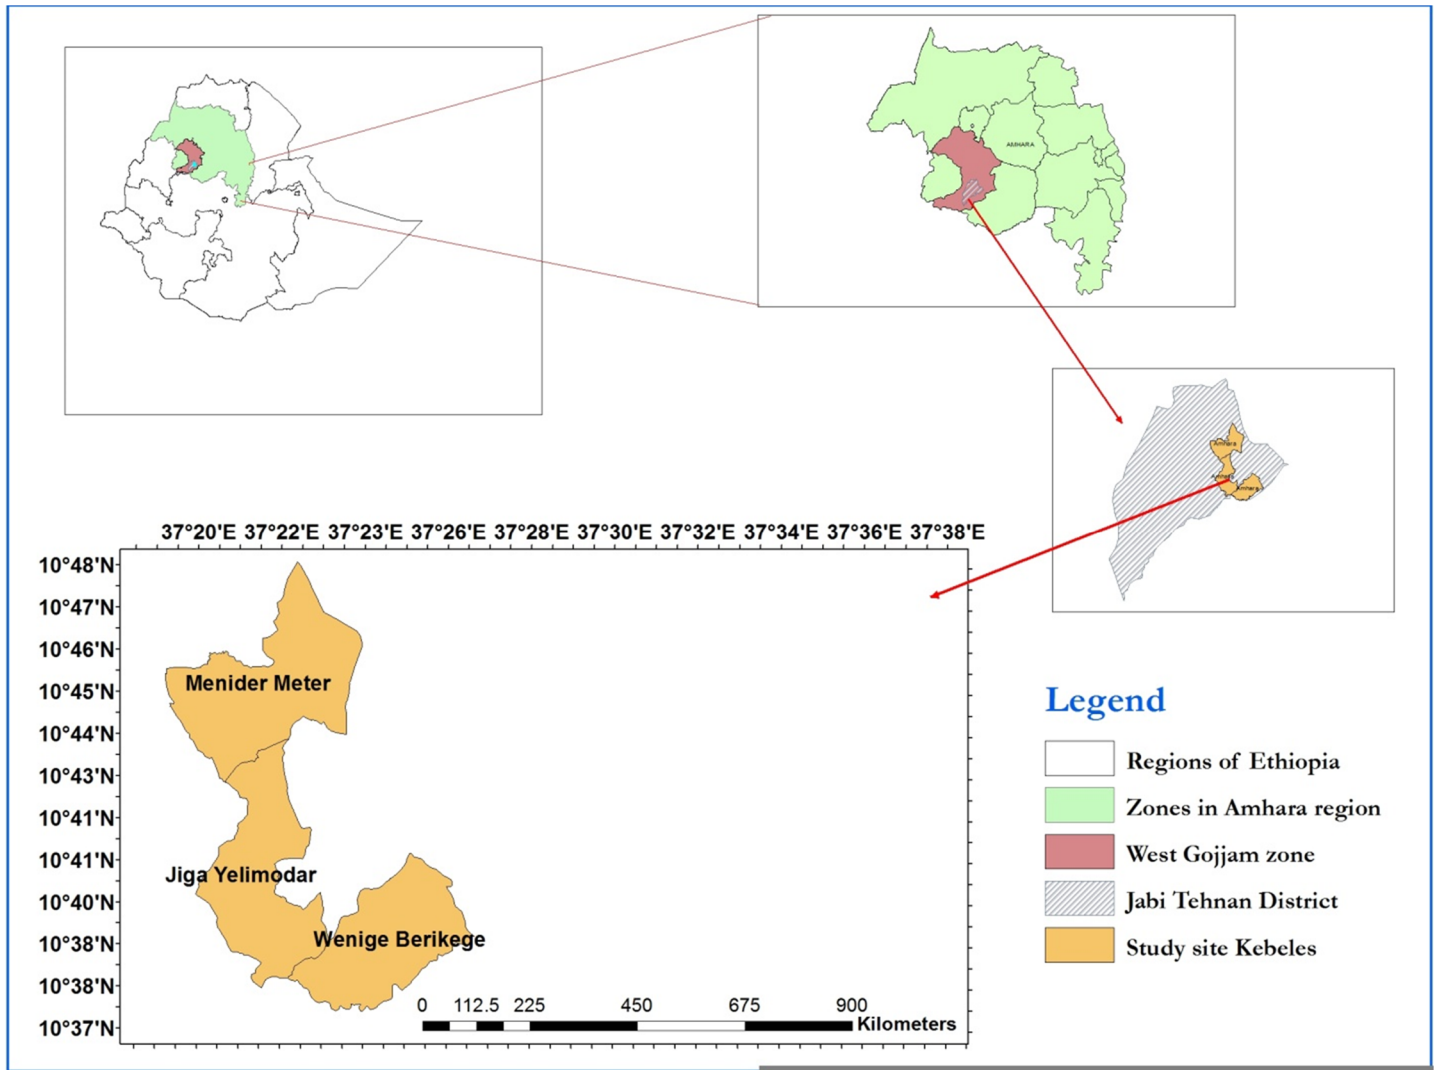 AMHARA
Amhara
Amhara
Amhara
37°20'E 37°22'E 37°23'E 37°26'E 37°28'E 37°30'E 37°32'E 37°34'E 37°36'E 37°38'E
10°48'N
10°47'N
10°46'N
10°45'N
10°44'N
10°43'N
10°41'N
10°41'N
10°40'N
10°38'N
10°38'N
10°37'N
Menider Meter
Jiga Yelimodar
Wenige Berikege
0 112.5 225 450 675 900
Kilometers
Legend
Regions of Ethiopia
Zones in Amhara region
West Gojjam zone
Jabi Tehnan District
Study site Kebeles